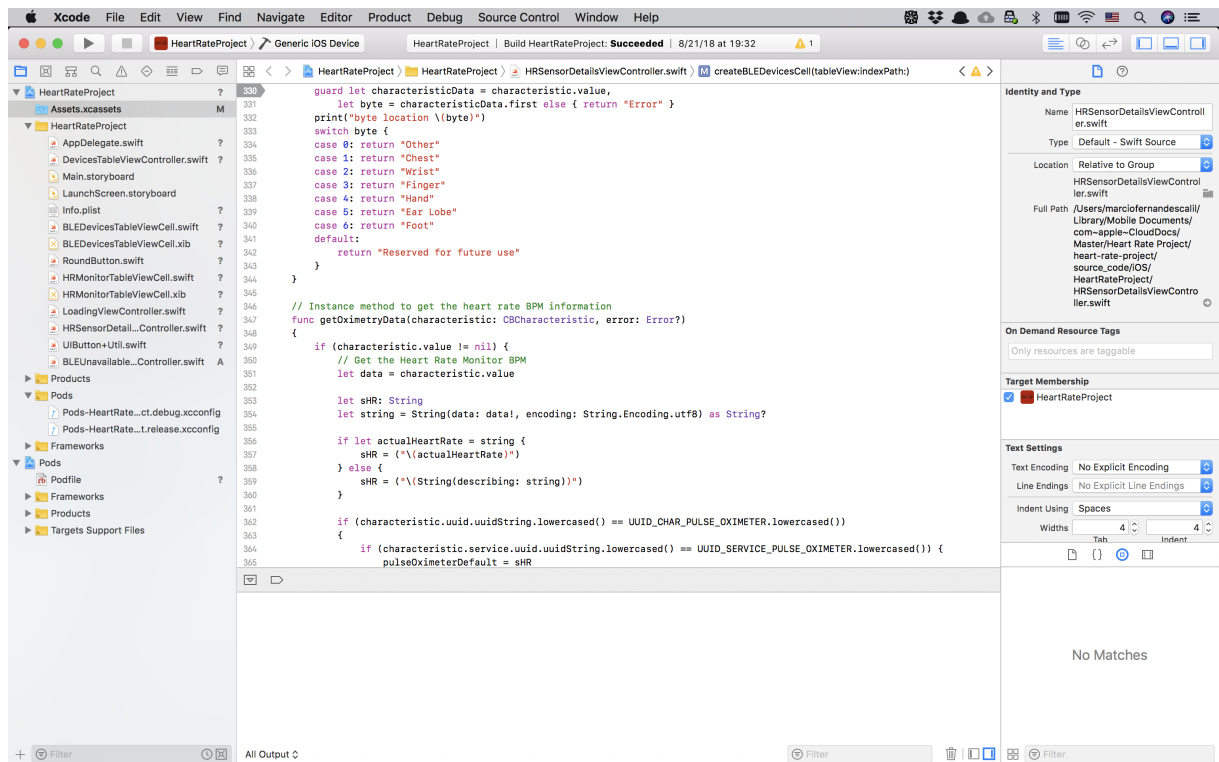 Xcode File Edit View Find Navigate Editor Product Debug Source Control Window Help
HeartRateProject Generic iOS Device HeartRateProject | Build HeartRateProject: Succeeded | 8/21/18 at 19:32 1
HeartRateProject HeartRateProject HRSensorDetailsViewController.swift M createBLEDevicesCell(tableView:indexPath:)
HeartRateProject ?
Assets.xcassets M
HeartRateProject
AppDelegate.swift ?
DevicesTableViewController.swift ?
Main.storyboard
LaunchScreen.storyboard
Info.plist ?
BLEDevicesTableViewCell.swift ?
BLEDevicesTableViewCell.xib ?
RoundButton.swift ?
HRMonitorTableViewCell.swift ?
HRMonitorTableViewCell.xib ?
LoadingViewController.swift ?
HRSensorDetail...Controller.swift ?
UIButton+Util.swift ?
BLEUnavailable...Controller.swift A
Products
Pods
Pods-HeartRate...ct.debug.xcconfig
Pods-HeartRate...t.release.xcconfig
Frameworks
Pods
Podfile ?
Frameworks
Products
Targets Support Files
Filter
330 guard let characteristicData = characteristic.value,
331 let byte = characteristicData.first else { return "Error" }
332 print("byte location \(byte)")
333 switch byte {
334 case 0: return "Other"
335 case 1: return "Chest"
336 case 2: return "Wrist"
337 case 3: return "Finger"
338 case 4: return "Hand"
339 case 5: return "Ear Lobe"
340 case 6: return "Foot"
341 default:
342 return "Reserved for future use"
343 }
344 }
345
346 // Instance method to get the heart rate BPM information
347 func getOximetryData(characteristic: CBCharacteristic, error: Error?)
348 {
349 if (characteristic.value != nil) {
350 // Get the Heart Rate Monitor BPM
351 let data = characteristic.value
352
353 let sHR: String
354 let string = String(data: data!, encoding: String.Encoding.utf8) as String?
355
356 if let actualHeartRate = string {
357 sHR = ("\(actualHeartRate)")
358 } else {
359 sHR = ("\(String(describing: string))")
360 }
361
362 if (characteristic.uuid.uuidString.lowercased() == UUID_CHAR_PULSE_OXIMETER.lowercased())
363 {
364 if (characteristic.service.uuid.uuidString.lowercased() == UUID_SERVICE_PULSE_OXIMETER.lowercased()) {
365 pulseOximeterDefault = sHR
All Output
Filter
Identity and Type
Name HRSensorDetailsViewControll
er.swift
Type Default - Swift Source
Location Relative to Group
HRSensorDetailsViewControl
ler.swift
Full Path /Users/marciofernandescalil/
Library/Mobile Documents/
com~apple~CloudDocs/
Master/Heart Rate Project/
heart-rate-project/
source_code/iOS/
HeartRateProject/
HRSensorDetailsViewContro
ller.swift
On Demand Resource Tags
Only resources are taggable
Target Membership
HeartRateProject
Text Settings
Text Encoding No Explicit Encoding
Line Endings No Explicit Line Endings
Indent Using Spaces
Widths 4 4
Tab Indent
{}
No Matches
Filter